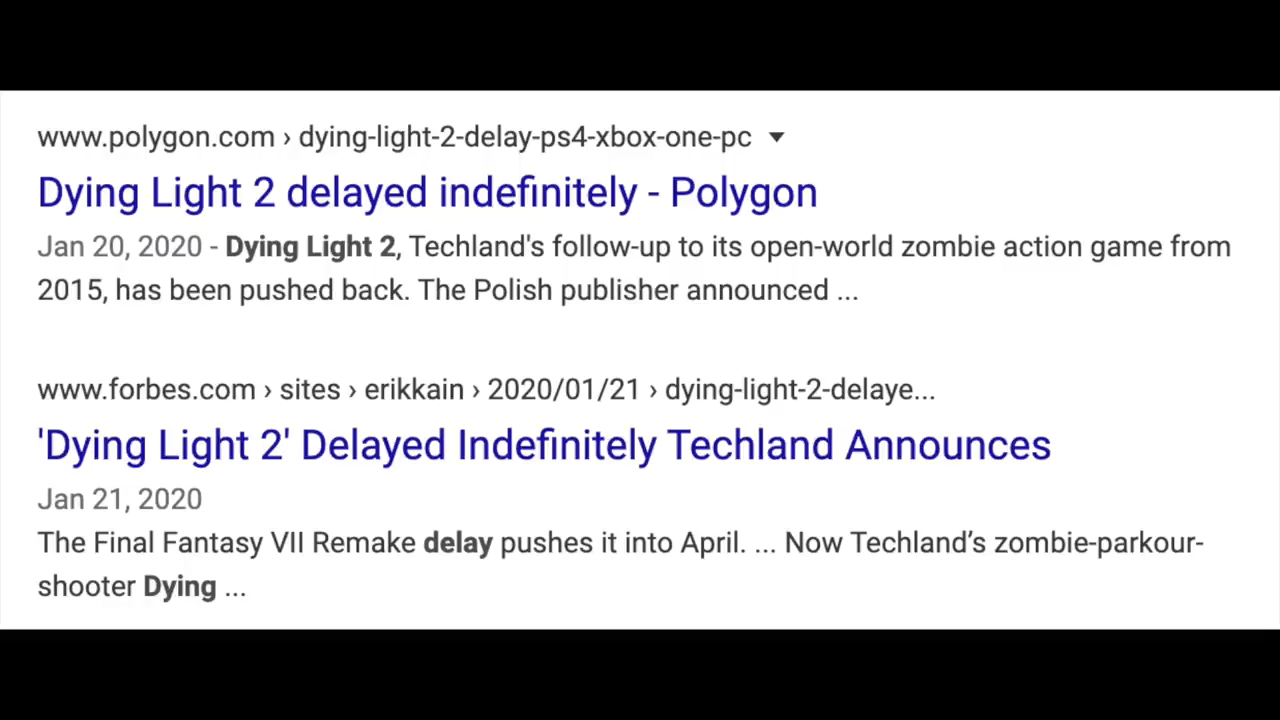 www.polygon.com › dying-light-2-delay-ps4-xbox-one-pc
Dying Light 2 delayed indefinitely - Polygon
Jan 20, 2020 - Dying Light 2, Techland's follow-up to its open-world zombie action game from
2015, has been pushed back. The Polish publisher announced ...
www.forbes.com › sites › erikkain › 2020/01/21 › dying-light-2-delaye...
'Dying Light 2' Delayed Indefinitely Techland Announces
Jan 21, 2020
The Final Fantasy VII Remake delay pushes it into April. ... Now Techland’s zombie-parkour-
shooter Dying ...